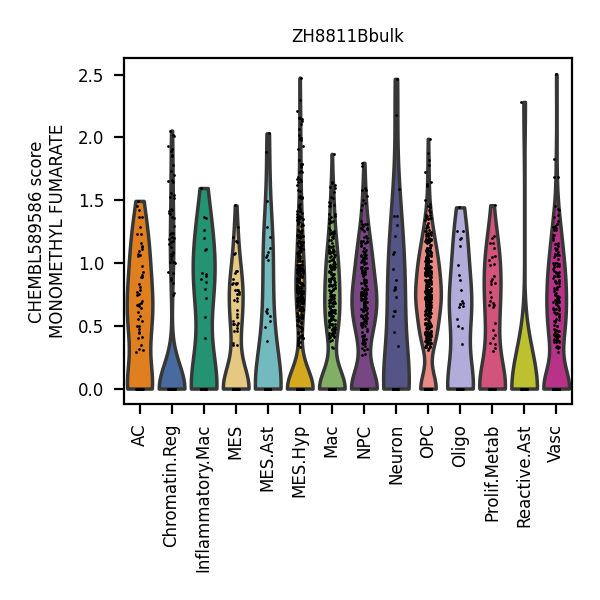 ZH8811Bbulk
CHEMBL589586 score
MONOMETHYL FUMARATE
2.5
2.0
1.5
1.0
0.5
0.0
AC
Chromatin.Reg
Inflammatory.Mac
MES
MES.Ast
MES.Hyp
Mac
NPC
Neuron
OPC
Oligo
Prolif.Metab
Reactive.Ast
Vasc